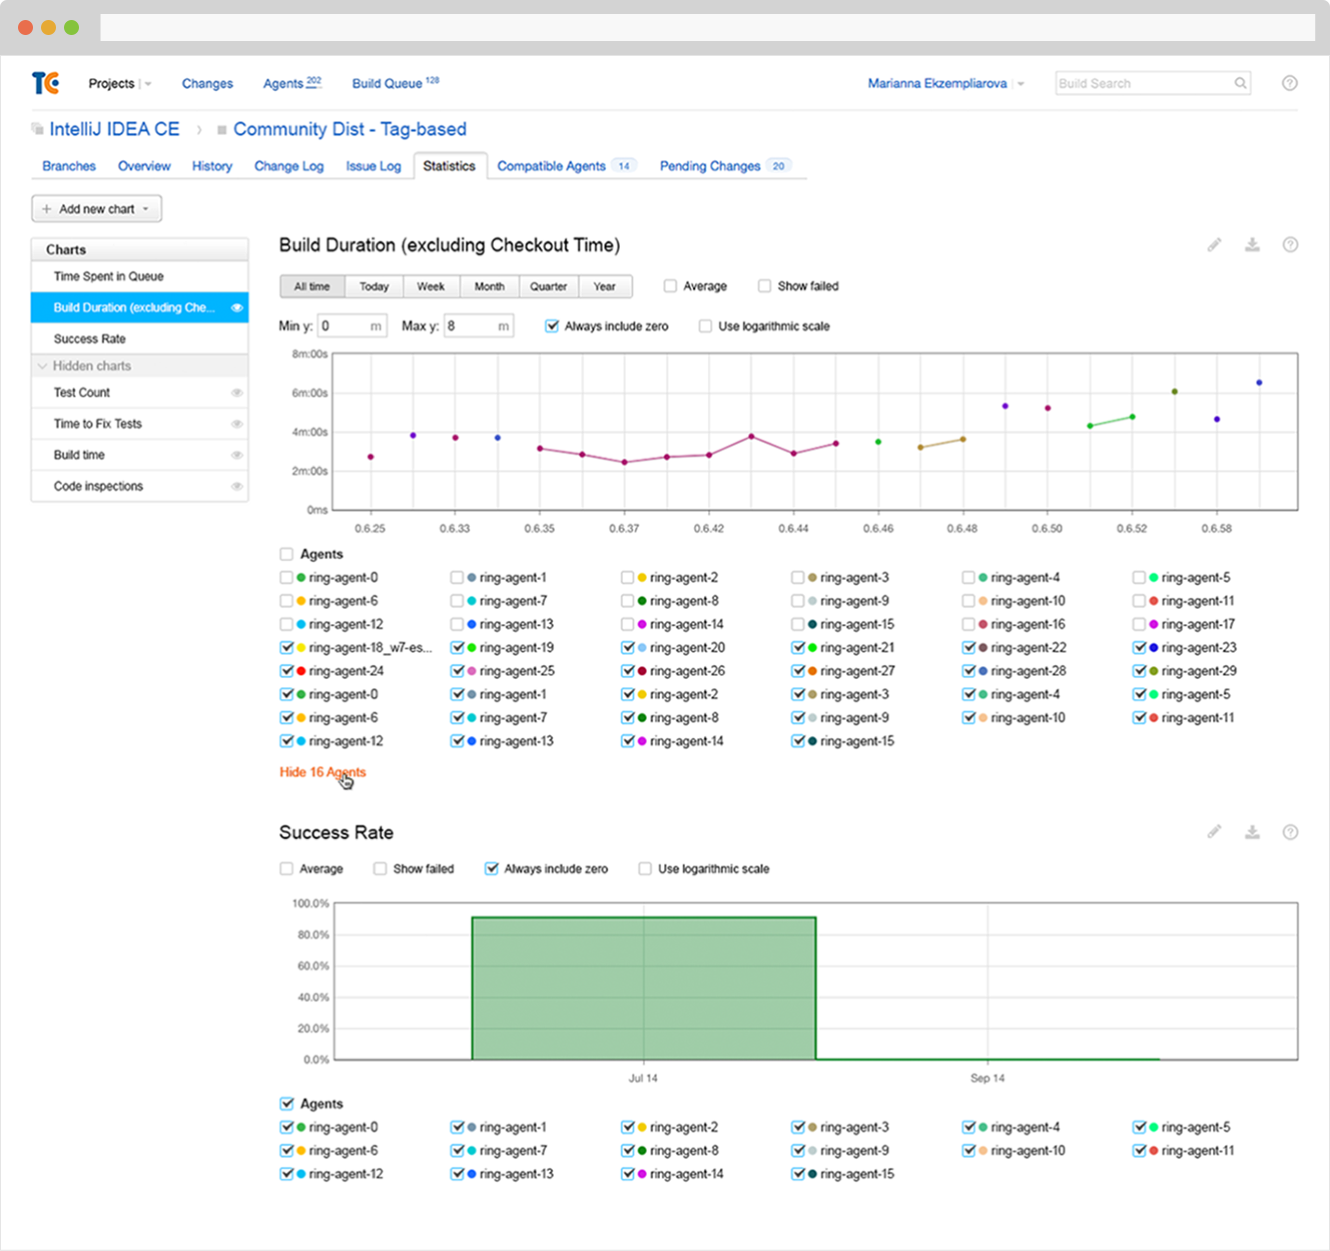 TC Projects Changes Agents 202 Build Queue 128 Marianna Ekzempliarova Build Search ?
IntelliJ IDEA CE › Community Dist - Tag-based
Branches Overview History Change Log Issue Log Statistics Compatible Agents 14 Pending Changes 20
+ Add new chart
Charts
Time Spent in Queue
Build Duration (excluding Che...
Success Rate
Hidden charts
Test Count
Time to Fix Tests
Build time
Code inspections
Build Duration (excluding Checkout Time) ?
All time Today Week Month Quarter Year Average Show failed
Min y: 0 m Max y: 8 m Always include zero Use logarithmic scale
8m:00s
6m:00s
4m:00s
2m:00s
0ms
0.6.25 0.6.33 0.6.35 0.6.37 0.6.42 0.6.44 0.6.46 0.6.48 0.6.50 0.6.52 0.6.58
Agents
ring-agent-0 ring-agent-1 ring-agent-2 ring-agent-3 ring-agent-4 ring-agent-5
ring-agent-6 ring-agent-7 ring-agent-8 ring-agent-9 ring-agent-10 ring-agent-11
ring-agent-12 ring-agent-13 ring-agent-14 ring-agent-15 ring-agent-16 ring-agent-17
ring-agent-18_w7-es... ring-agent-19 ring-agent-20 ring-agent-21 ring-agent-22 ring-agent-23
ring-agent-24 ring-agent-25 ring-agent-26 ring-agent-27 ring-agent-28 ring-agent-29
ring-agent-0 ring-agent-1 ring-agent-2 ring-agent-3 ring-agent-4 ring-agent-5
ring-agent-6 ring-agent-7 ring-agent-8 ring-agent-9 ring-agent-10 ring-agent-11
ring-agent-12 ring-agent-13 ring-agent-14 ring-agent-15
Hide 16 Agents
Success Rate ?
Average Show failed Always include zero Use logarithmic scale
100.0%
80.0%
60.0%
40.0%
20.0%
0.0%
Jul 14 Sep 14
Agents
ring-agent-0 ring-agent-1 ring-agent-2 ring-agent-3 ring-agent-4 ring-agent-5
ring-agent-6 ring-agent-7 ring-agent-8 ring-agent-9 ring-agent-10 ring-agent-11
ring-agent-12 ring-agent-13 ring-agent-14 ring-agent-15